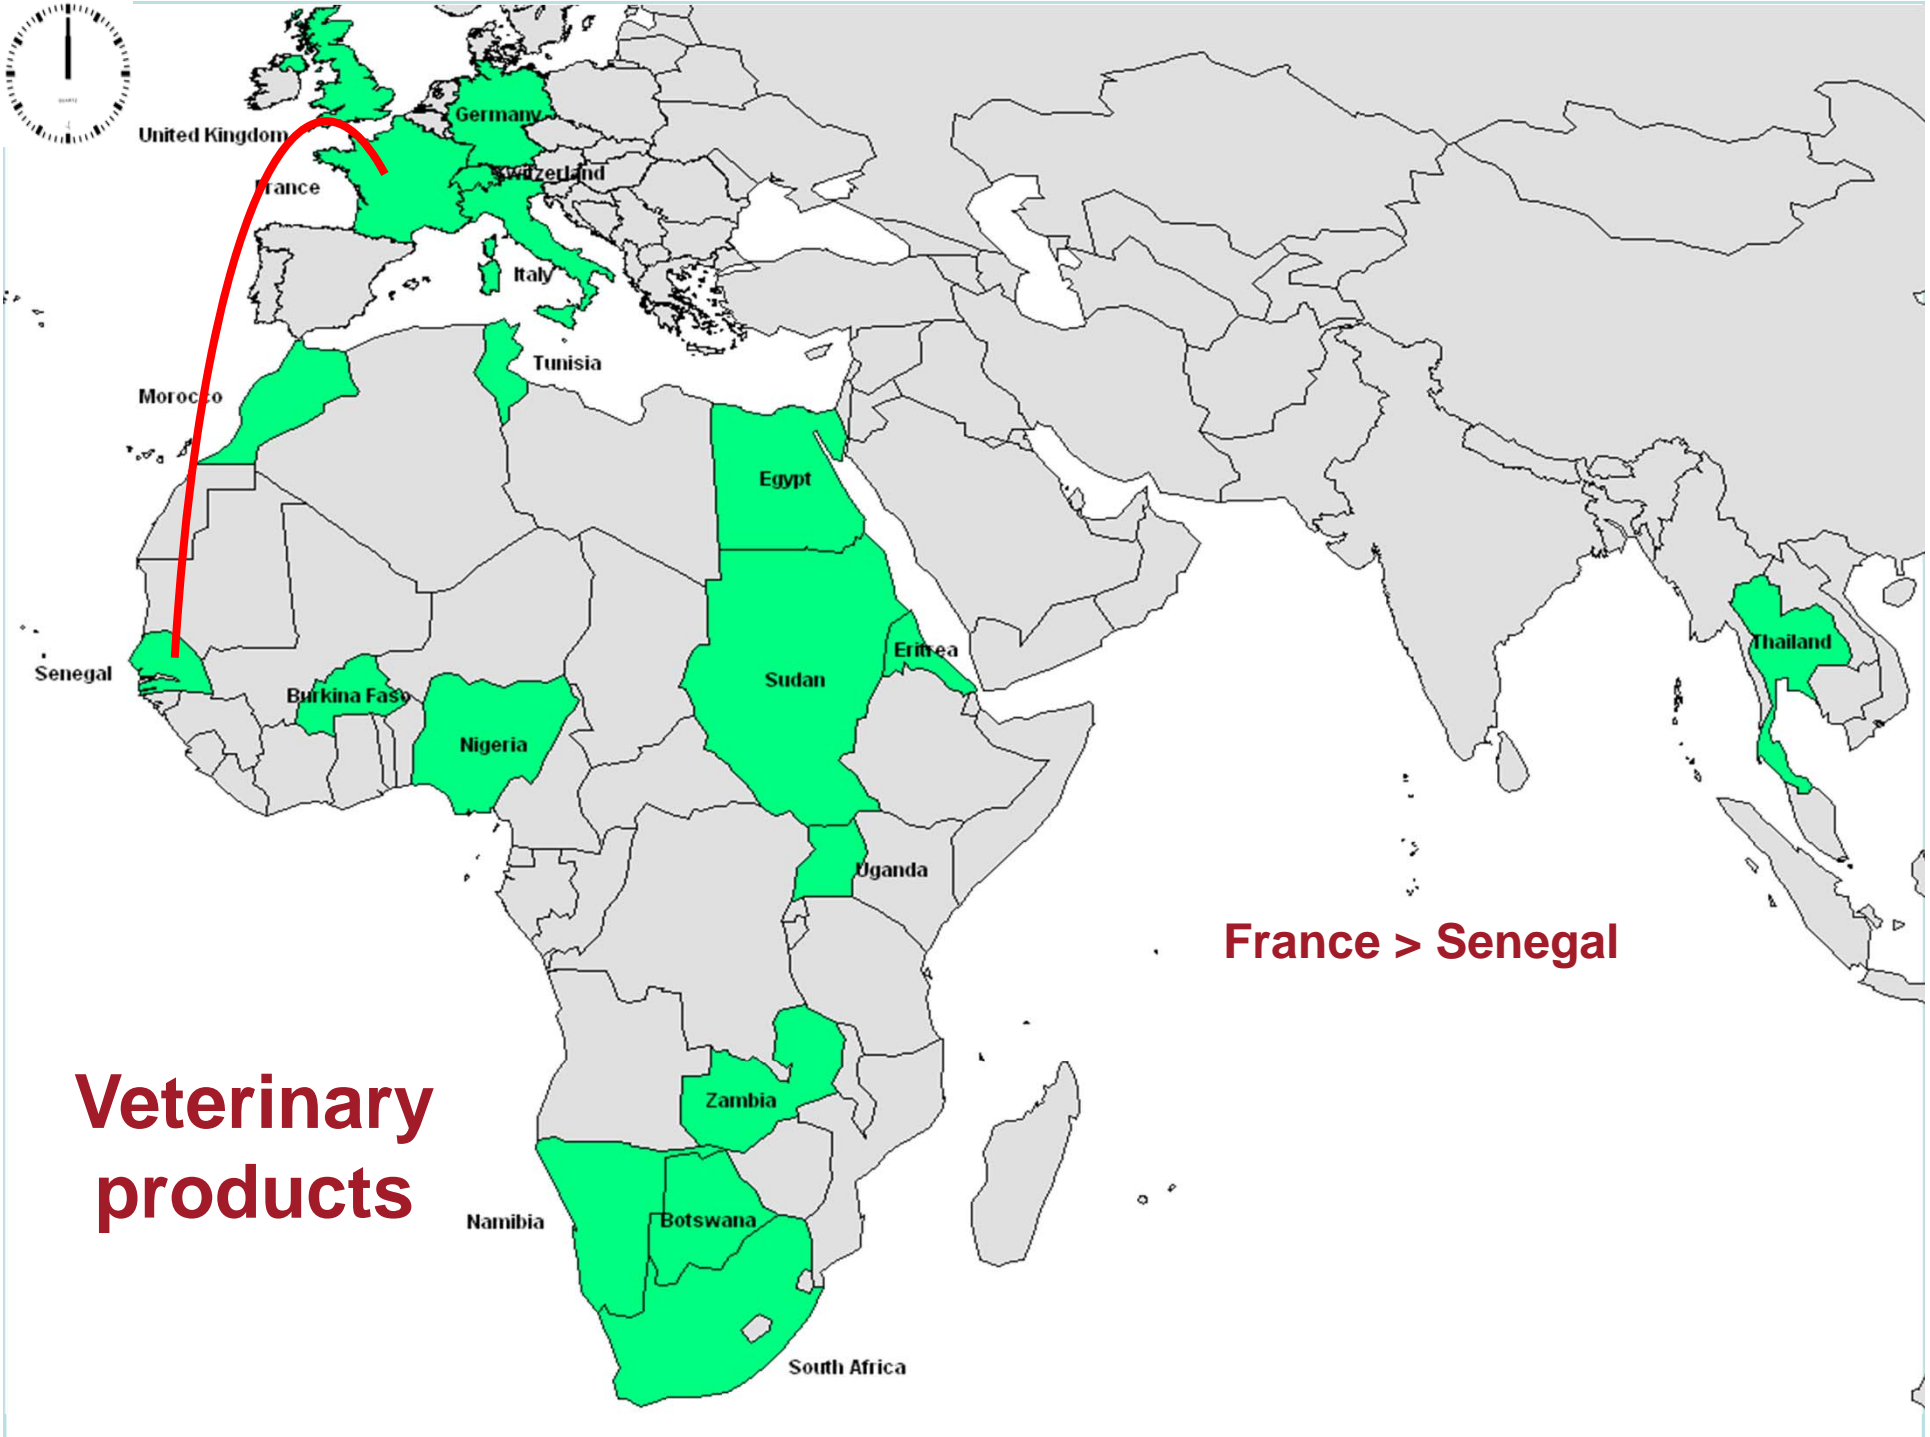 Germany
United Kingdom
Switzerland
France
Italy
Tunisia
Morocco
Egypt
Eritrea
Thailand
Senegal
Sudan
Burkina Faso
Nigeria
Uganda
France > Senegal
Veterinary
products
Zambia
Namibia
Botswana
South Africa